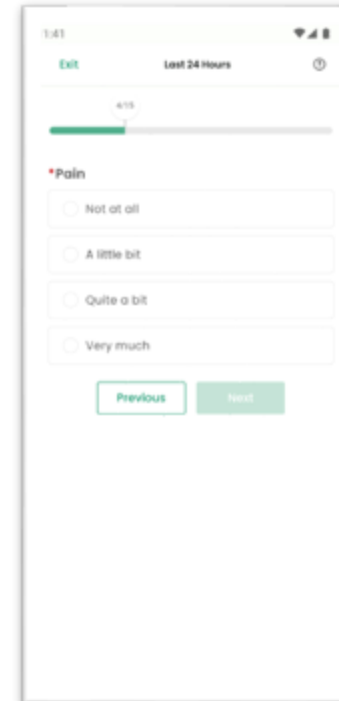 1:41
Exit Last 24 Hours
4/15
*Pain
Not at all
A little bit
Quite a bit
Very much
Previous Next